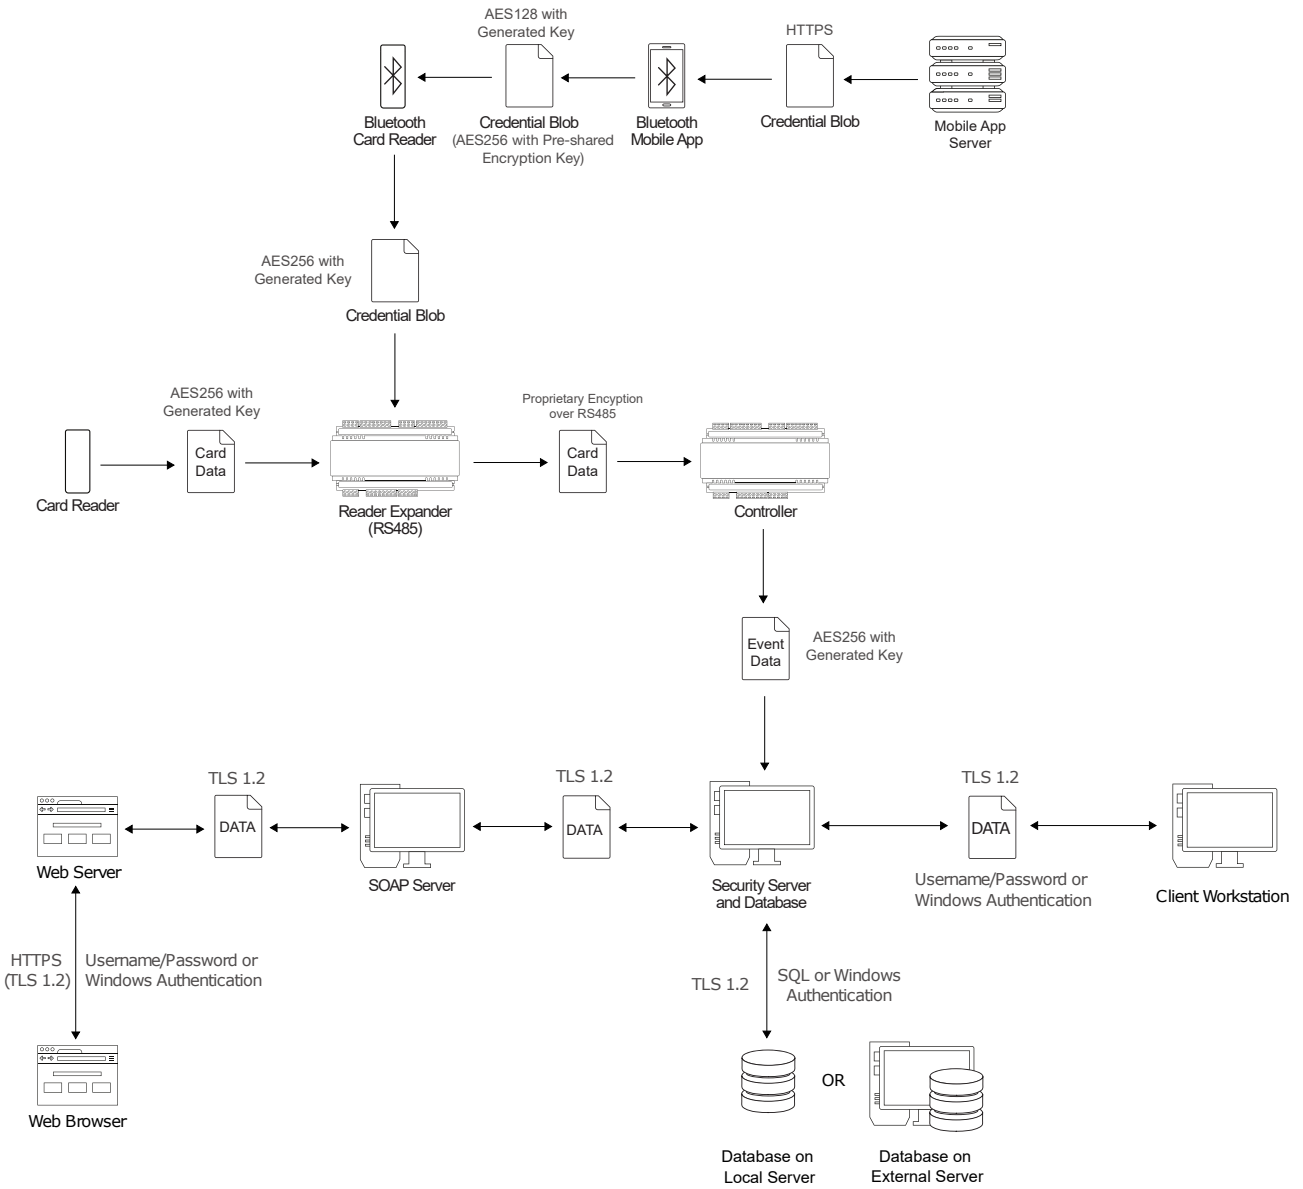 AES128 with
Generated Key
HTTPS
Bluetooth
Card Reader
Credential Blob
(AES256 with Pre-shared
Encryption Key)
Bluetooth
Mobile App
Credential Blob
Mobile App
Server
AES256 with
Generated Key
Credential Blob
AES256 with
Generated Key
Proprietary Encyption
over RS485
Card
Data
Card
Data
Card Reader
Reader Expander
(RS485)
Controller
Event
Data
AES256 with
Generated Key
TLS 1.2
TLS 1.2
TLS 1.2
DATA
DATA
DATA
Web Server
SOAP Server
Security Server
and Database
Username/Password or
Windows Authentication
Client Workstation
HTTPS
(TLS 1.2)
Username/Password or
Windows Authentication
TLS 1.2
SQL or Windows
Authentication
OR
Web Browser
Database on
Local Server
Database on
External Server